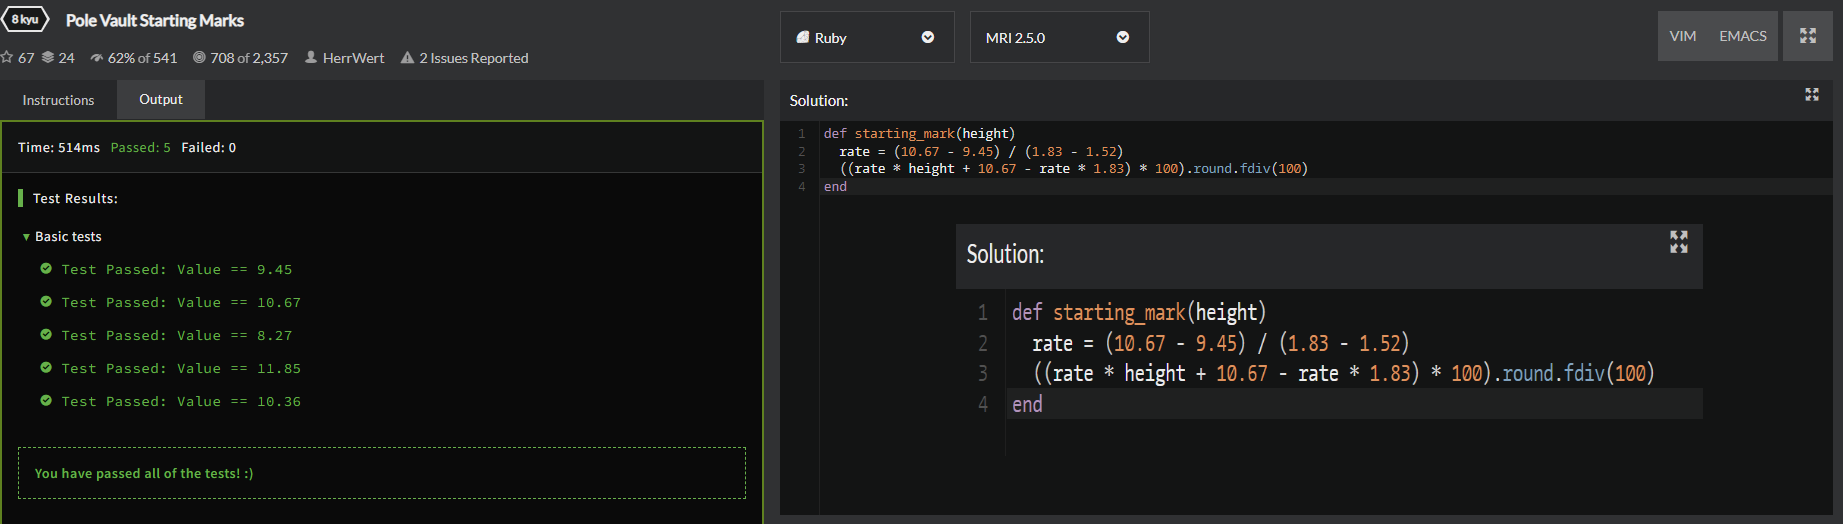 8 kyu Pole Vault Starting Marks
67 24 62% of 541 708 of 2,357 HerrWert 2 Issues Reported
Ruby MRI 2.5.0 VIM EMACS
Instructions Output
Time: 514ms Passed: 5 Failed: 0
Test Results:
▼ Basic tests
Test Passed: Value == 9.45
Test Passed: Value == 10.67
Test Passed: Value == 8.27
Test Passed: Value == 11.85
Test Passed: Value == 10.36
You have passed all of the tests! :)
Solution:
1 def starting_mark(height)
2 rate = (10.67 - 9.45) / (1.83 - 1.52)
3 ((rate * height + 10.67 - rate * 1.83) * 100).round.fdiv(100)
4 end
Solution:
1 def starting_mark(height)
2 rate = (10.67 - 9.45) / (1.83 - 1.52)
3 ((rate * height + 10.67 - rate * 1.83) * 100).round.fdiv(100)
4 end